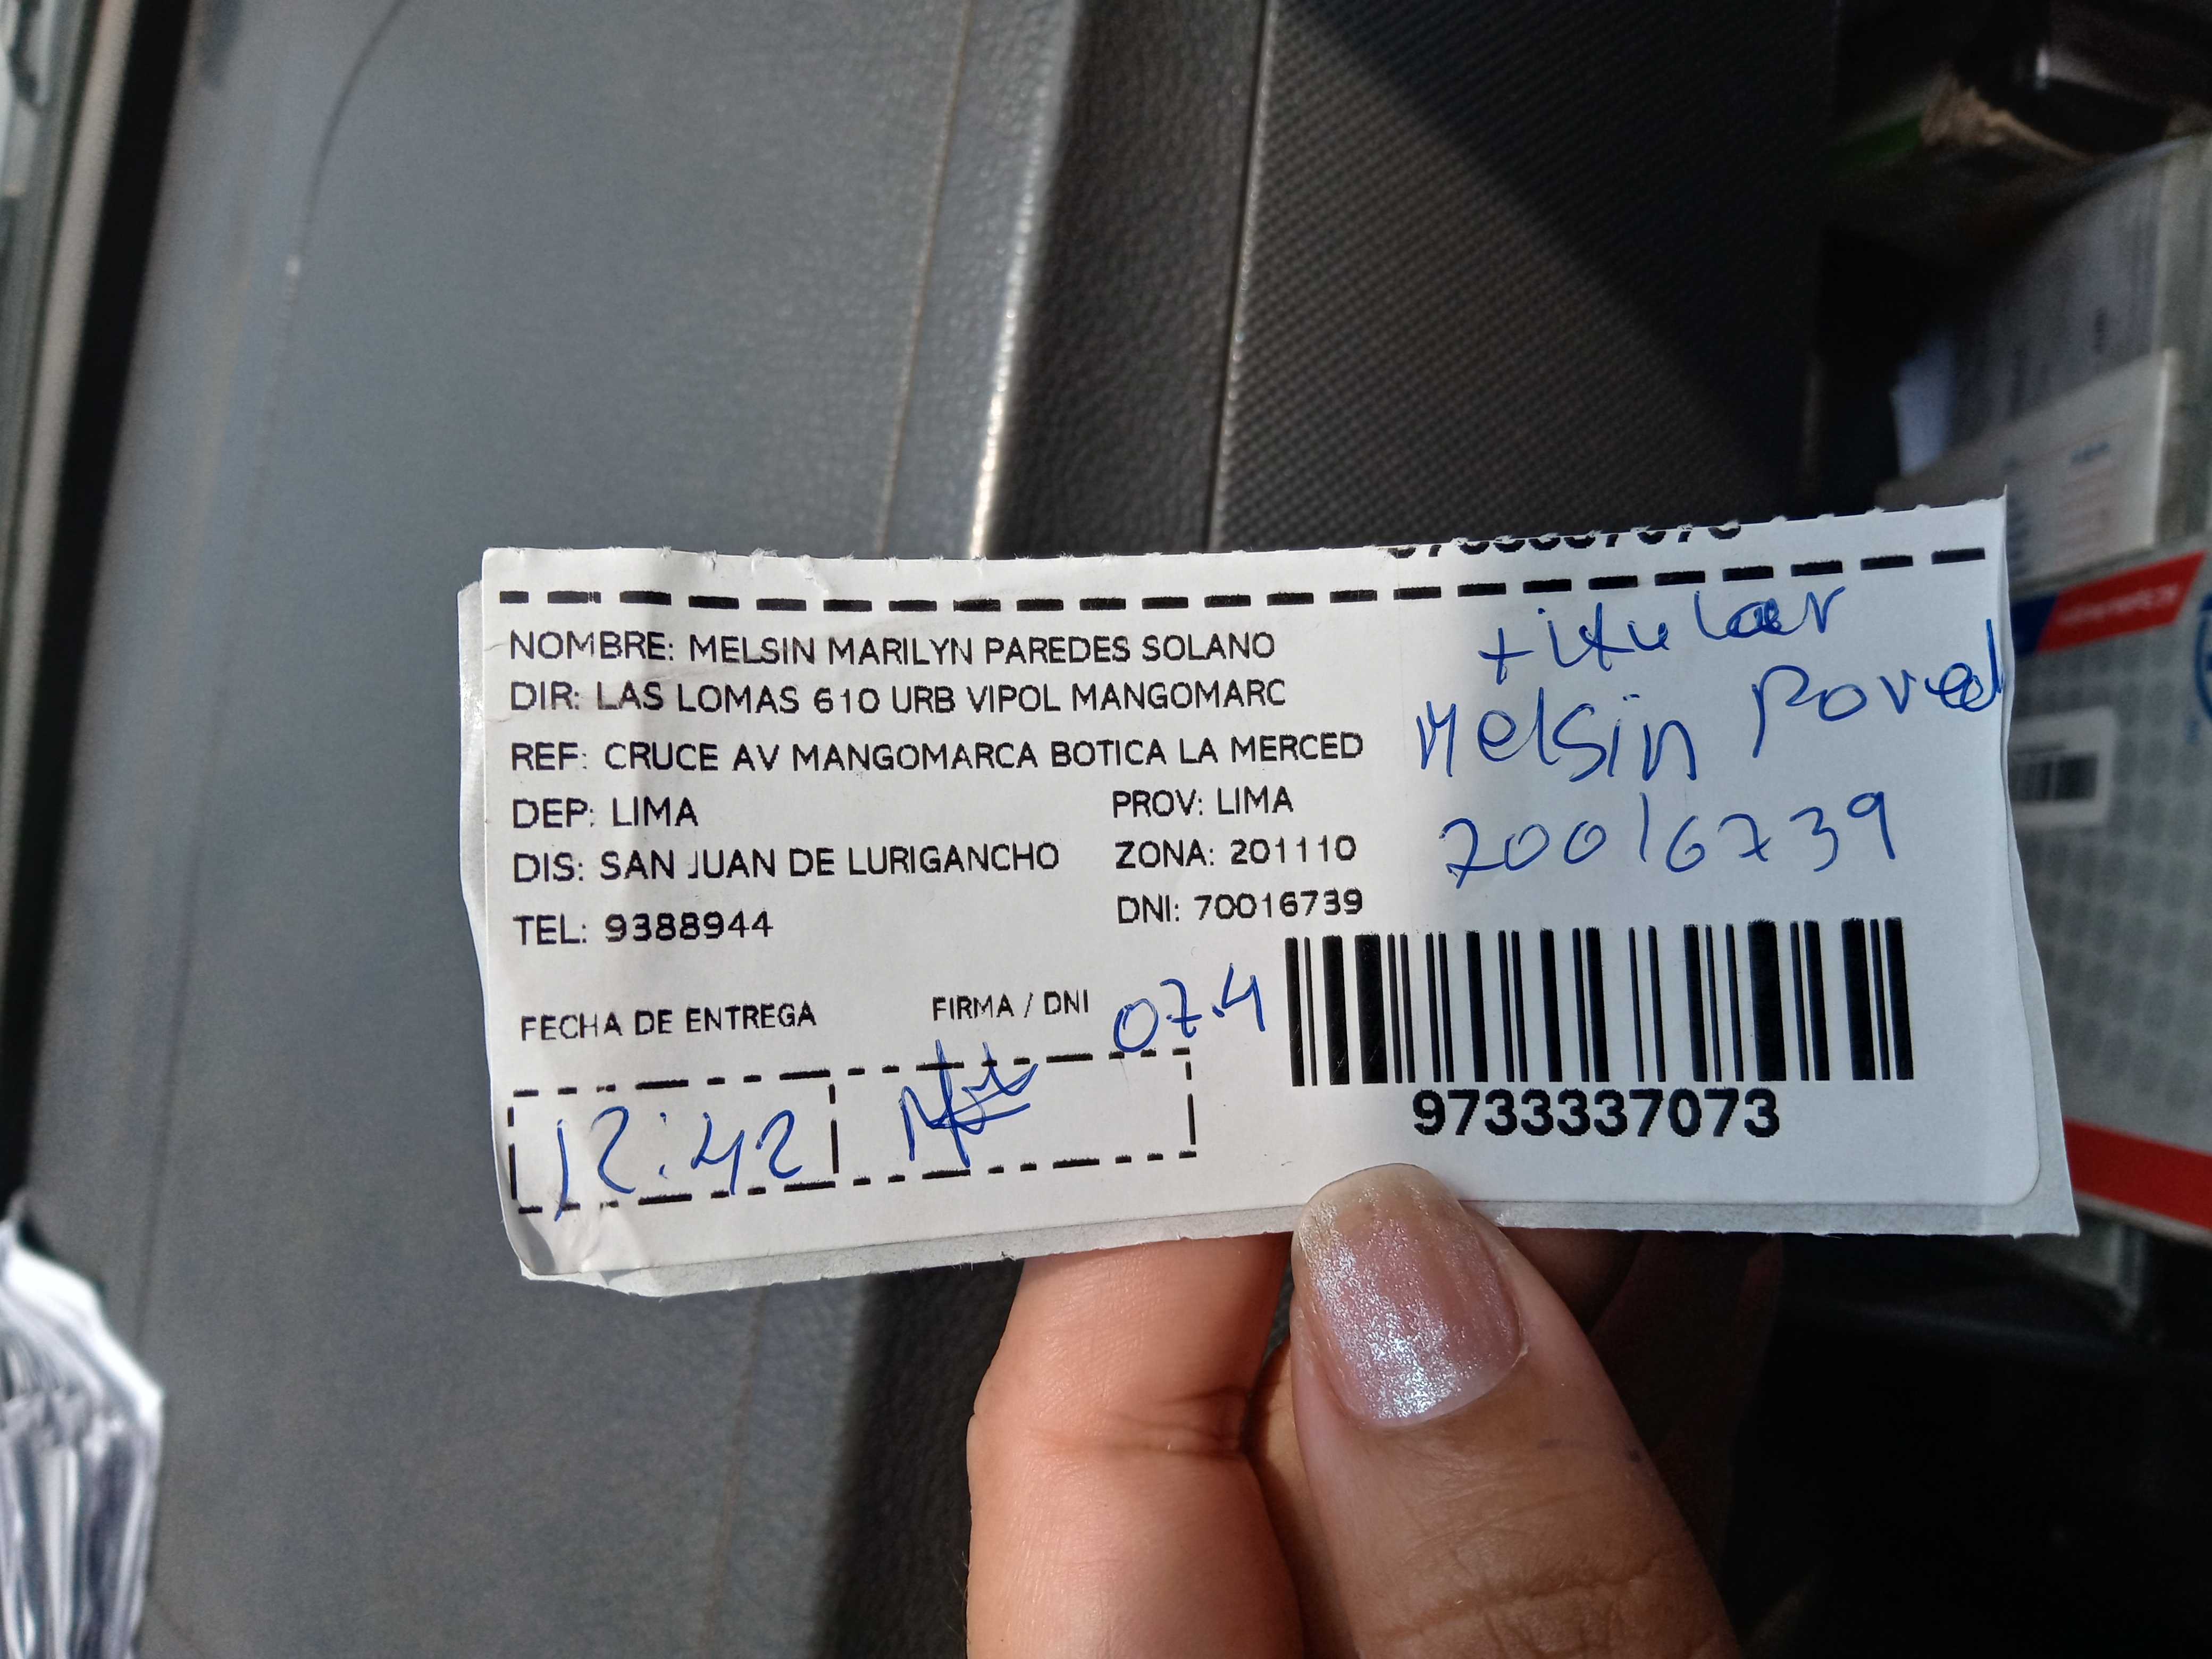 NOMBRE: MELSIN MARILYN PAREDES SOLANO
DIR: LAS LOMAS 610 URB VIPOL MANGOMARC
REF: CRUCE AV MANGOMARCA BOTICA LA MERCED
DEP: LIMA PROV: LIMA
DIS: SAN JUAN DE LURIGANCHO ZONA: 201110
TEL: 9388944 DNI: 70016739
titular
Melsin Pared
70016739
FECHA DE ENTREGA FIRMA / DNI 07.4
12:42
9733337073